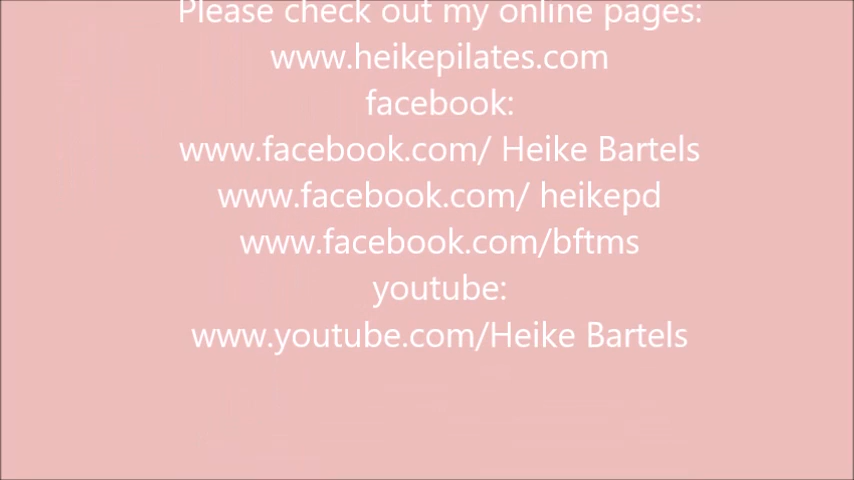 Please check out my online pages:
www.heikepilates.com
facebook:
www.facebook.com/ Heike Bartels
www.facebook.com/ heikepd
www.facebook.com/bftms
youtube:
www.youtube.com/Heike Bartels